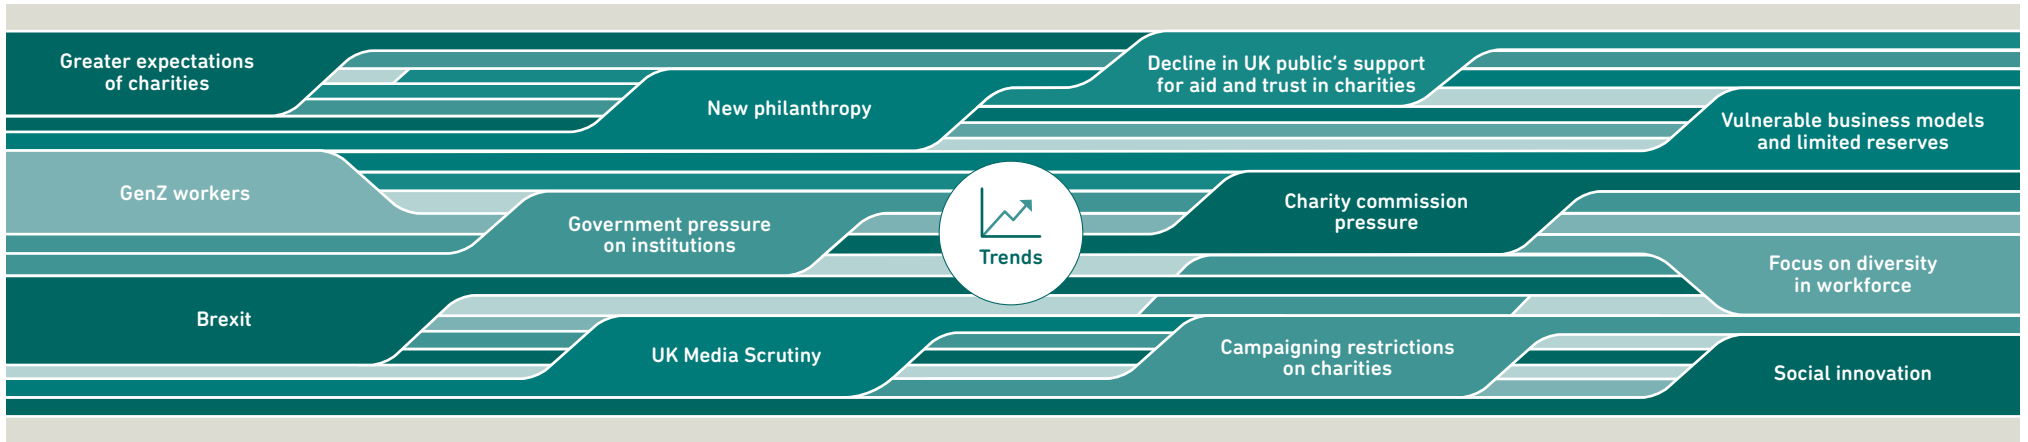 Greater expectations
of charities
New philanthropy
Decline in UK public’s support
for aid and trust in charities
Vulnerable business models
and limited reserves
GenZ workers
Government pressure
on institutions
Trends
Charity commission
pressure
Focus on diversity
in workforce
Brexit
UK Media Scrutiny
Campaigning restrictions
on charities
Social innovation